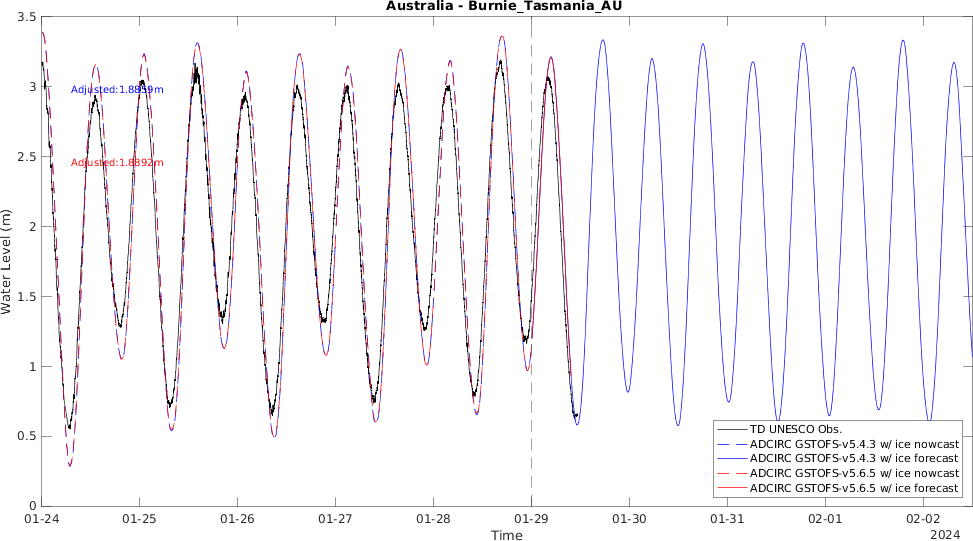 Australia - Burnie_Tasmania_AU
3.5
3
2.5
2
1.5
1
0.5
0
Water Level (m)
Adjusted:1.8859m
Adjusted:1.8892m
01-24
01-25
01-26
01-27
01-28
01-29
01-30
01-31
02-01
02-02
Time
2024
TD UNESCO Obs.
ADCIRC GSTOFS-v5.4.3 w/ ice nowcast
ADCIRC GSTOFS-v5.4.3 w/ ice forecast
ADCIRC GSTOFS-v5.6.5 w/ ice nowcast
ADCIRC GSTOFS-v5.6.5 w/ ice forecast